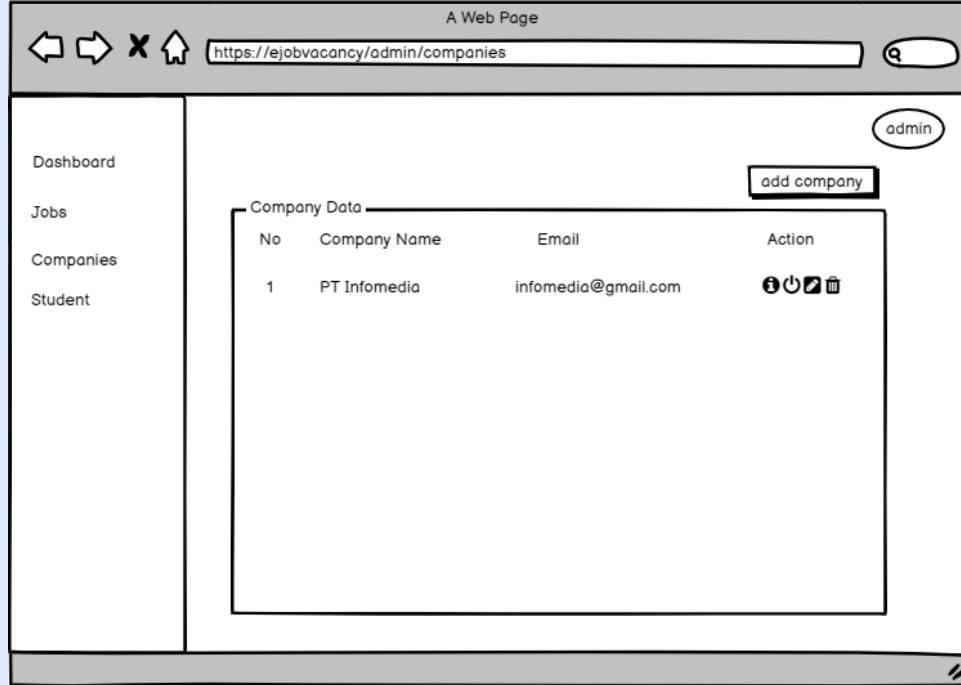 A Web Page
https://ejobvacancy/admin/companies
admin
Dashboard
Jobs
Companies
Student
add company
Company Data
No Company Name Email Action
1 PT Infomedia infomedia@gmail.com